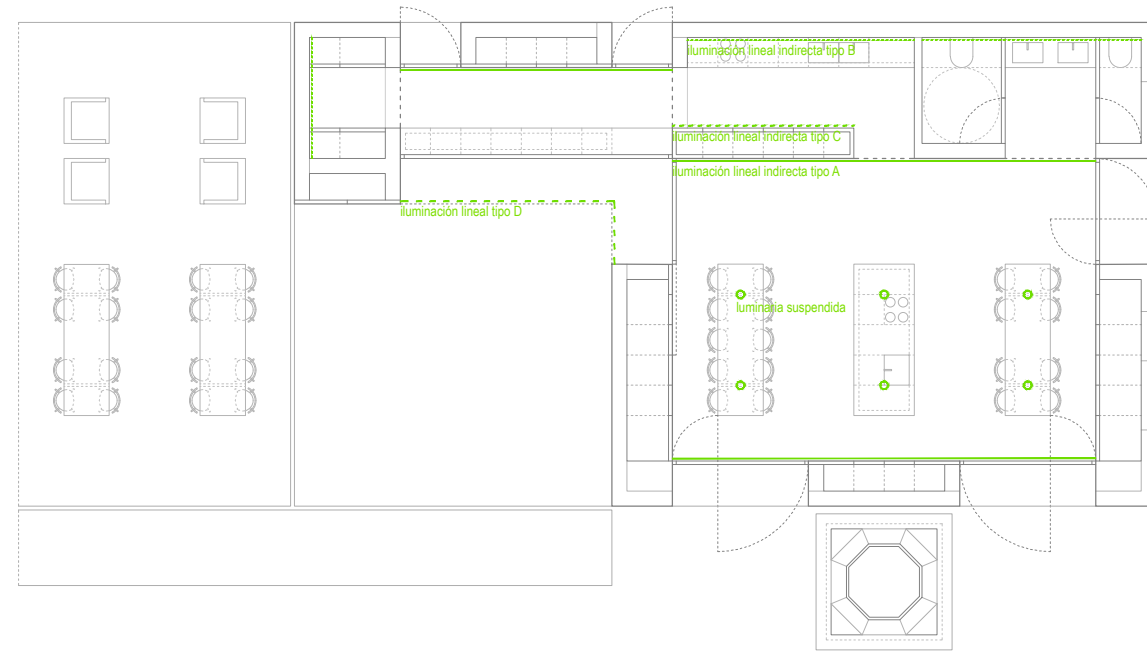 iluminación lineal indirecta tipo B
iluminación lineal indirecta tipo C
iluminación lineal indirecta tipo A
iluminación lineal tipo D
luminaria suspendida